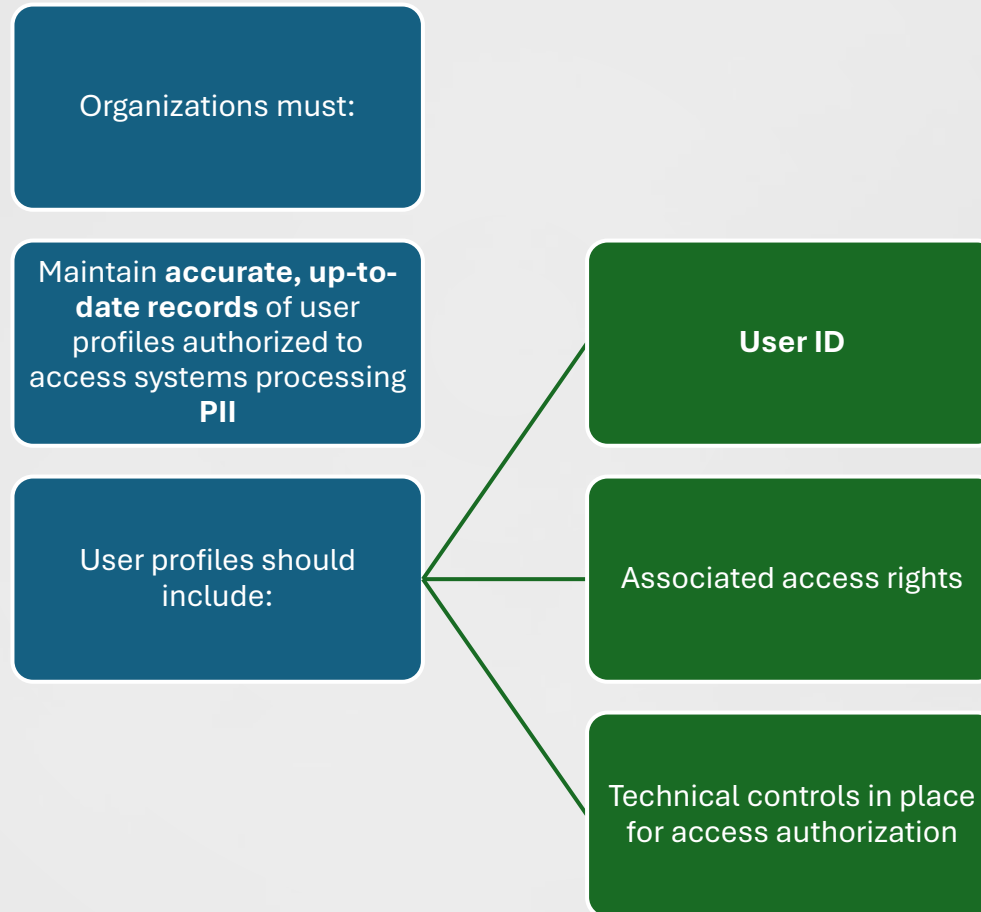 Organizations must:
Maintain accurate, up-to-
date records of user
profiles authorized to
access systems processing
PII
User profiles should
include:
User ID
Associated access rights
Technical controls in place
for access authorization